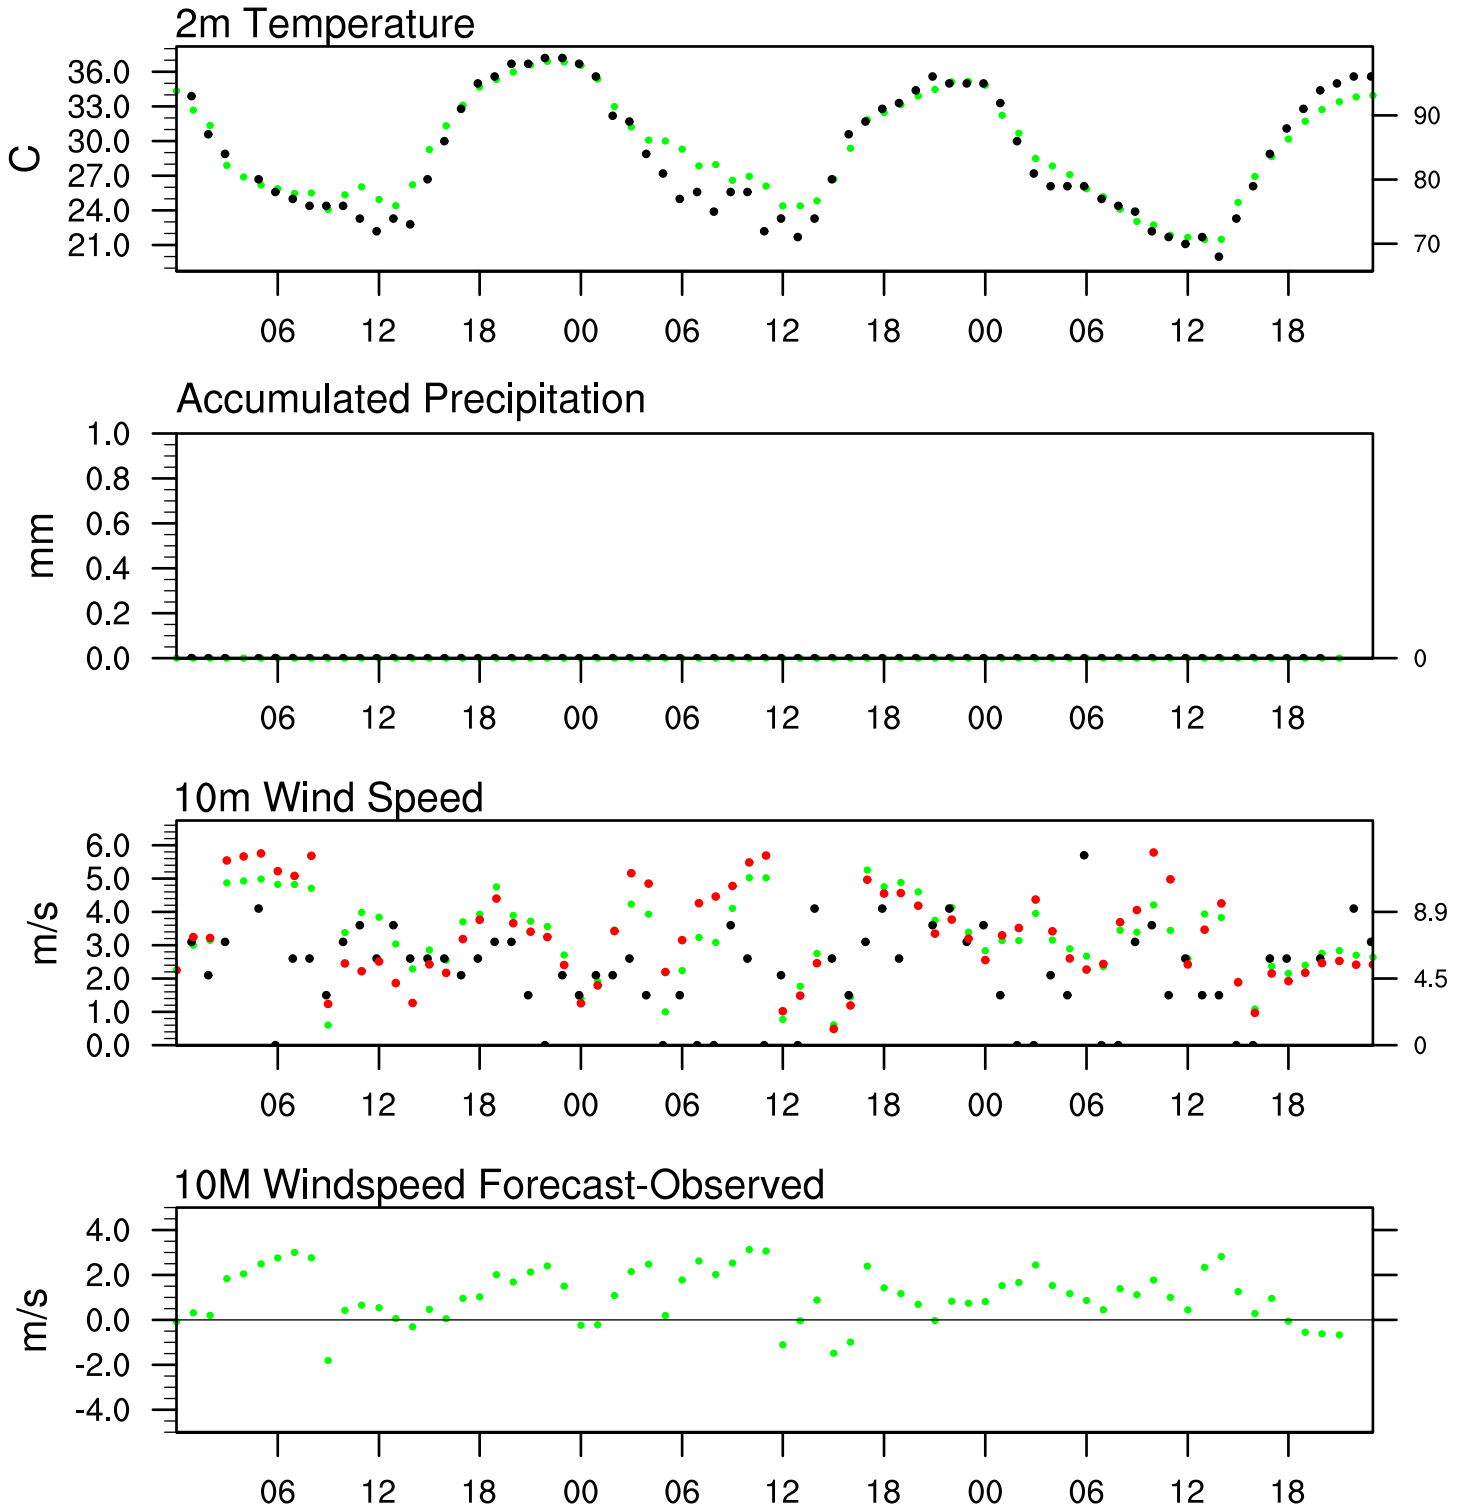 2m Temperature
36.0
33.0
90
30.0
C
27.0
80
24.0
21.0
70
06 12 18 00 06 12 18 00 06 12 18
Accumulated Precipitation
1.0
0.8
0.6
mm
0.4
0.2
0.0 0
06 12 18 00 06 12 18 00 06 12 18
10m Wind Speed
6.0
5.0
4.0 8.9
m/s
3.0
2.0 4.5
1.0
0.0 0
06 12 18 00 06 12 18 00 06 12 18
10M Windspeed Forecast-Observed
4.0
2.0
m/s
0.0
-2.0
-4.0
06 12 18 00 06 12 18 00 06 12 18